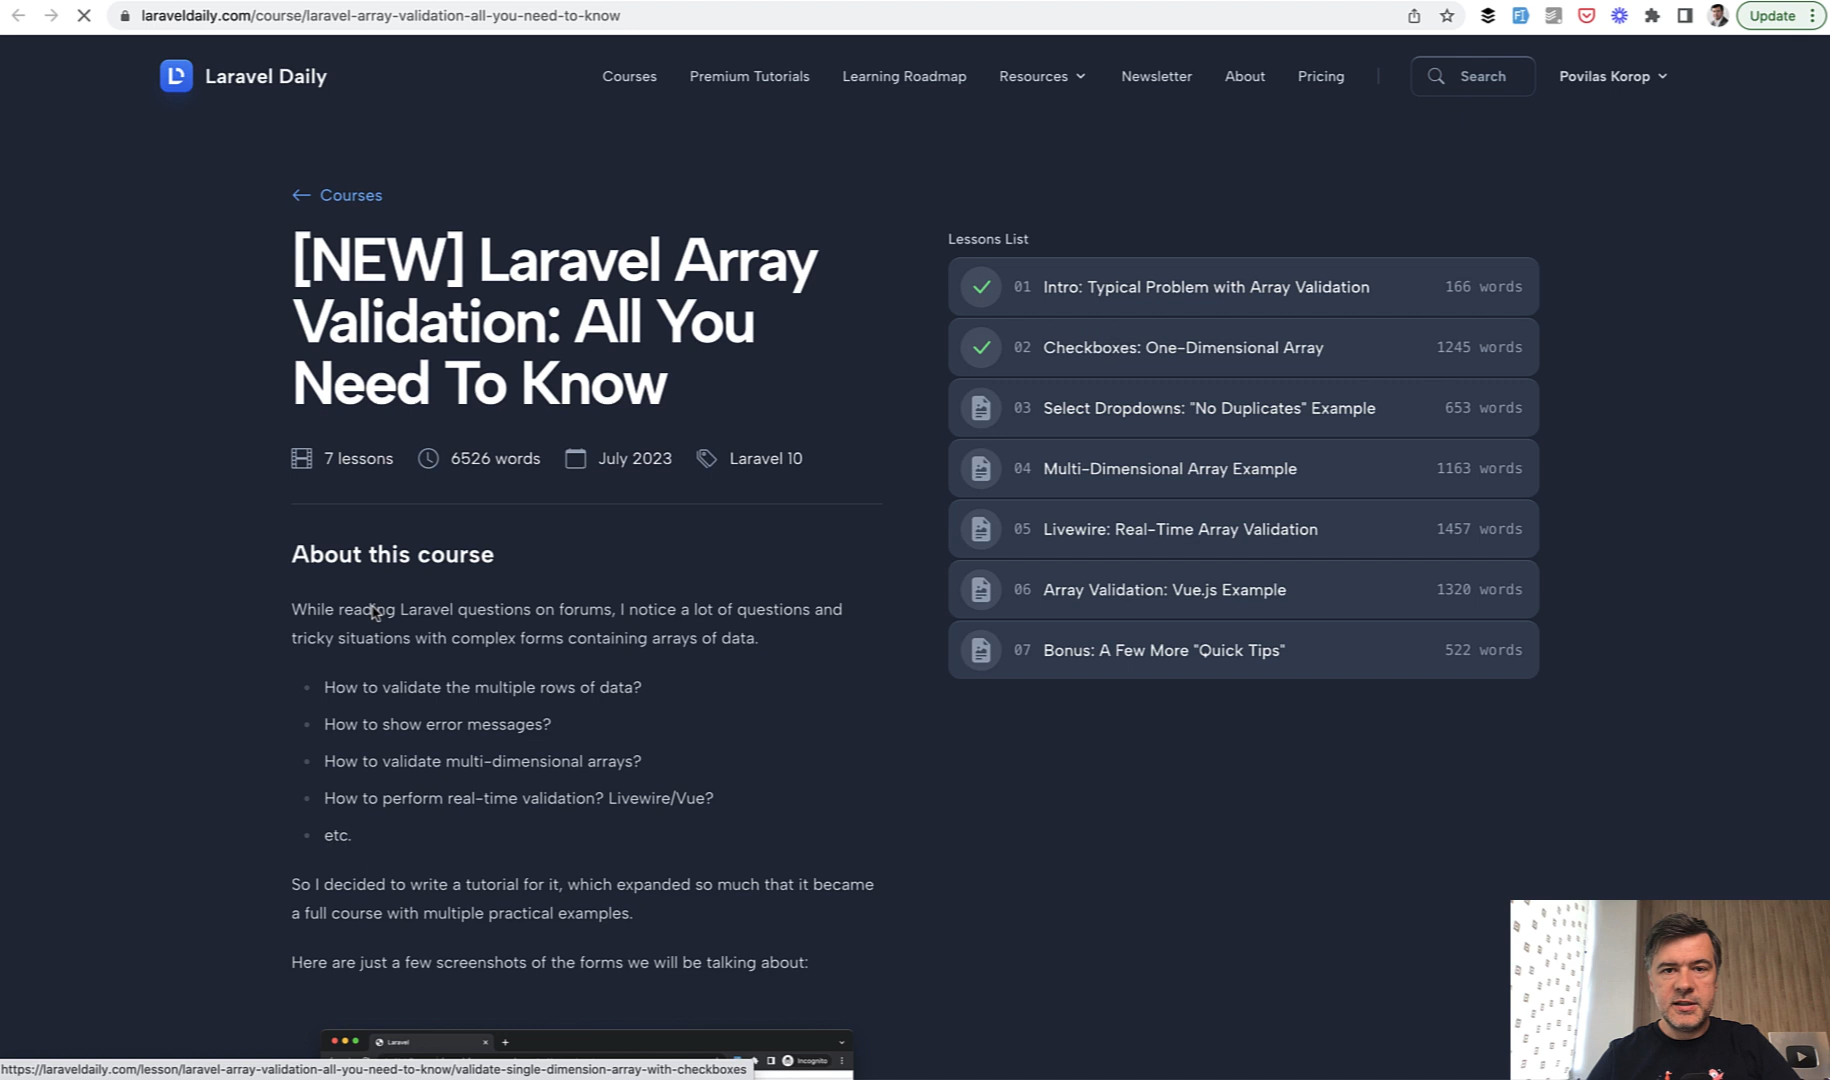 laraveldaily.com/course/laravel-array-validation-all-you-need-to-know
Update
Laravel Daily
Courses
Premium Tutorials
Learning Roadmap
Resources
Newsletter
About
Pricing
Search
Povilas Korop
← Courses
[NEW] Laravel Array
Validation: All You
Need To Know
7 lessons
6526 words
July 2023
Laravel 10
About this course
While reading Laravel questions on forums, I notice a lot of questions and
tricky situations with complex forms containing arrays of data.
• How to validate the multiple rows of data?
• How to show error messages?
• How to validate multi-dimensional arrays?
• How to perform real-time validation? Livewire/Vue?
• etc.
So I decided to write a tutorial for it, which expanded so much that it became
a full course with multiple practical examples.
Here are just a few screenshots of the forms we will be talking about:
Laravel
Incognito
Lessons List
01 Intro: Typical Problem with Array Validation 166 words
02 Checkboxes: One-Dimensional Array 1245 words
03 Select Dropdowns: "No Duplicates" Example 653 words
04 Multi-Dimensional Array Example 1163 words
05 Livewire: Real-Time Array Validation 1457 words
06 Array Validation: Vue.js Example 1320 words
07 Bonus: A Few More "Quick Tips" 522 words
https://laraveldaily.com/lesson/laravel-array-validation-all-you-need-to-know/validate-single-dimension-array-with-checkboxes